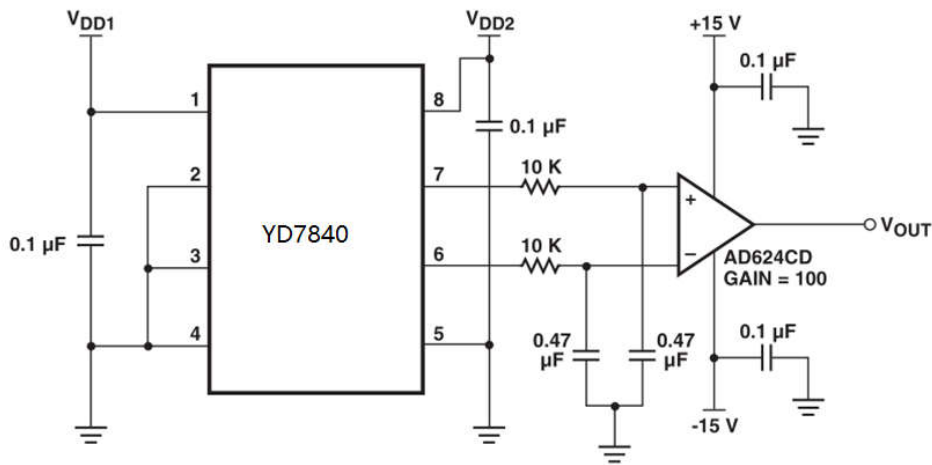 VDD1
VDD2
+15 V
0.1 µF
1
8
0.1 µF
10 K
2
7
+
YD7840
VOUT
0.1 µF
10 K
3
6
−
AD624CD
GAIN = 100
4
5
0.47
µF
0.47
µF
0.1 µF
-15 V